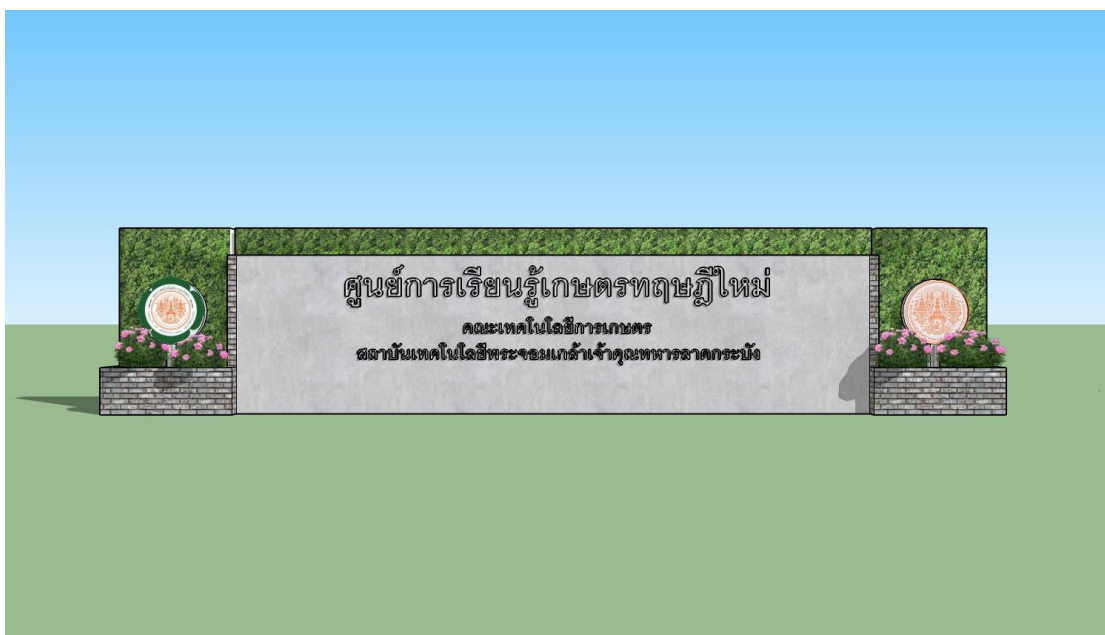 ศูนย์การเรียนรู้เกษตรทฤษฎีใหม่
คณะเทคโนโลยีการเกษตร
สถาบันเทคโนโลยีพระจอมเกล้าเจ้าคุณทหารลาดกระบัง